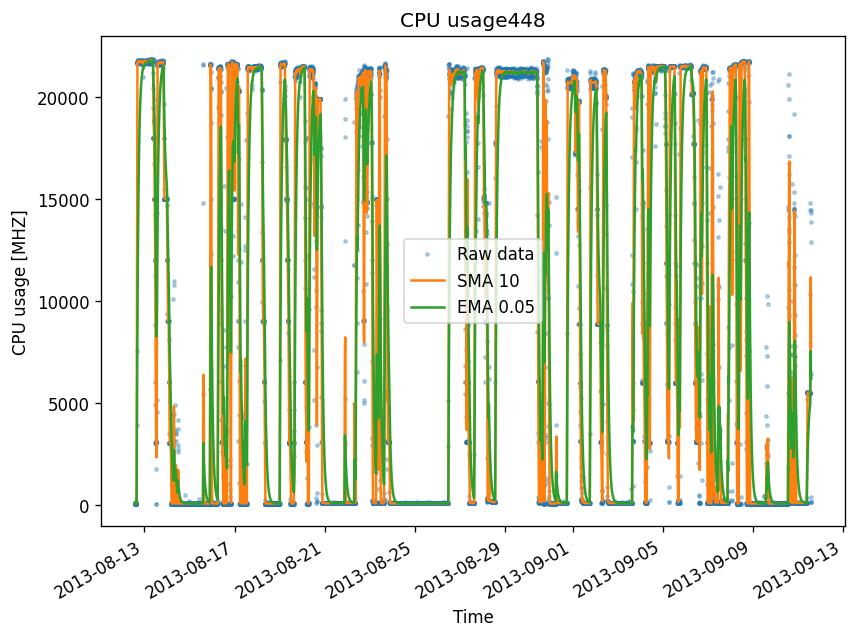 CPU usage448
CPU usage [MHZ]
20000
15000
10000
5000
0
Raw data
SMA 10
EMA 0.05
2013-08-13
2013-08-17
2013-08-21
2013-08-25
2013-08-29
2013-09-01
2013-09-05
2013-09-09
2013-09-13
Time